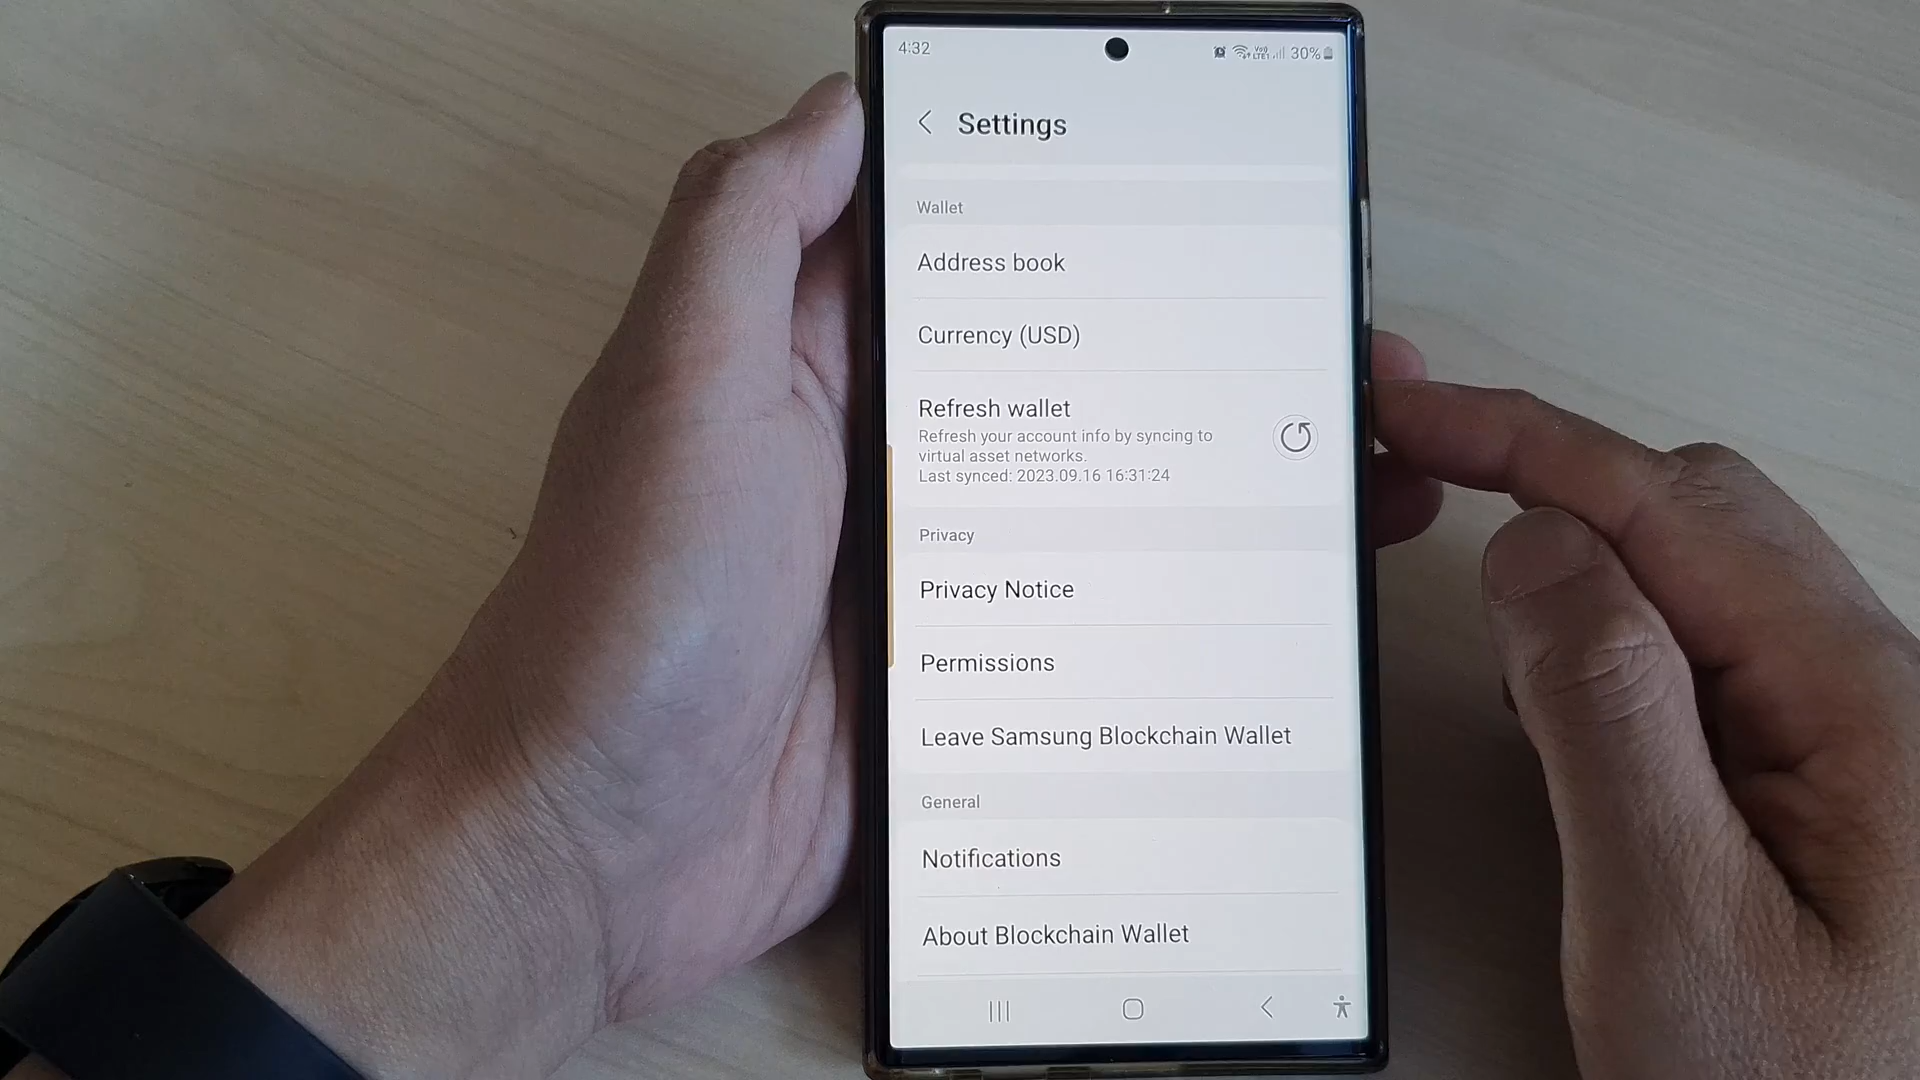 4:32
30%
Settings
Wallet
Address book
Currency (USD)
Refresh wallet
Refresh your account info by syncing to
virtual asset networks.
Last synced: 2023.09.16 16:31:24
Privacy
Privacy Notice
Permissions
Leave Samsung Blockchain Wallet
General
Notifications
About Blockchain Wallet